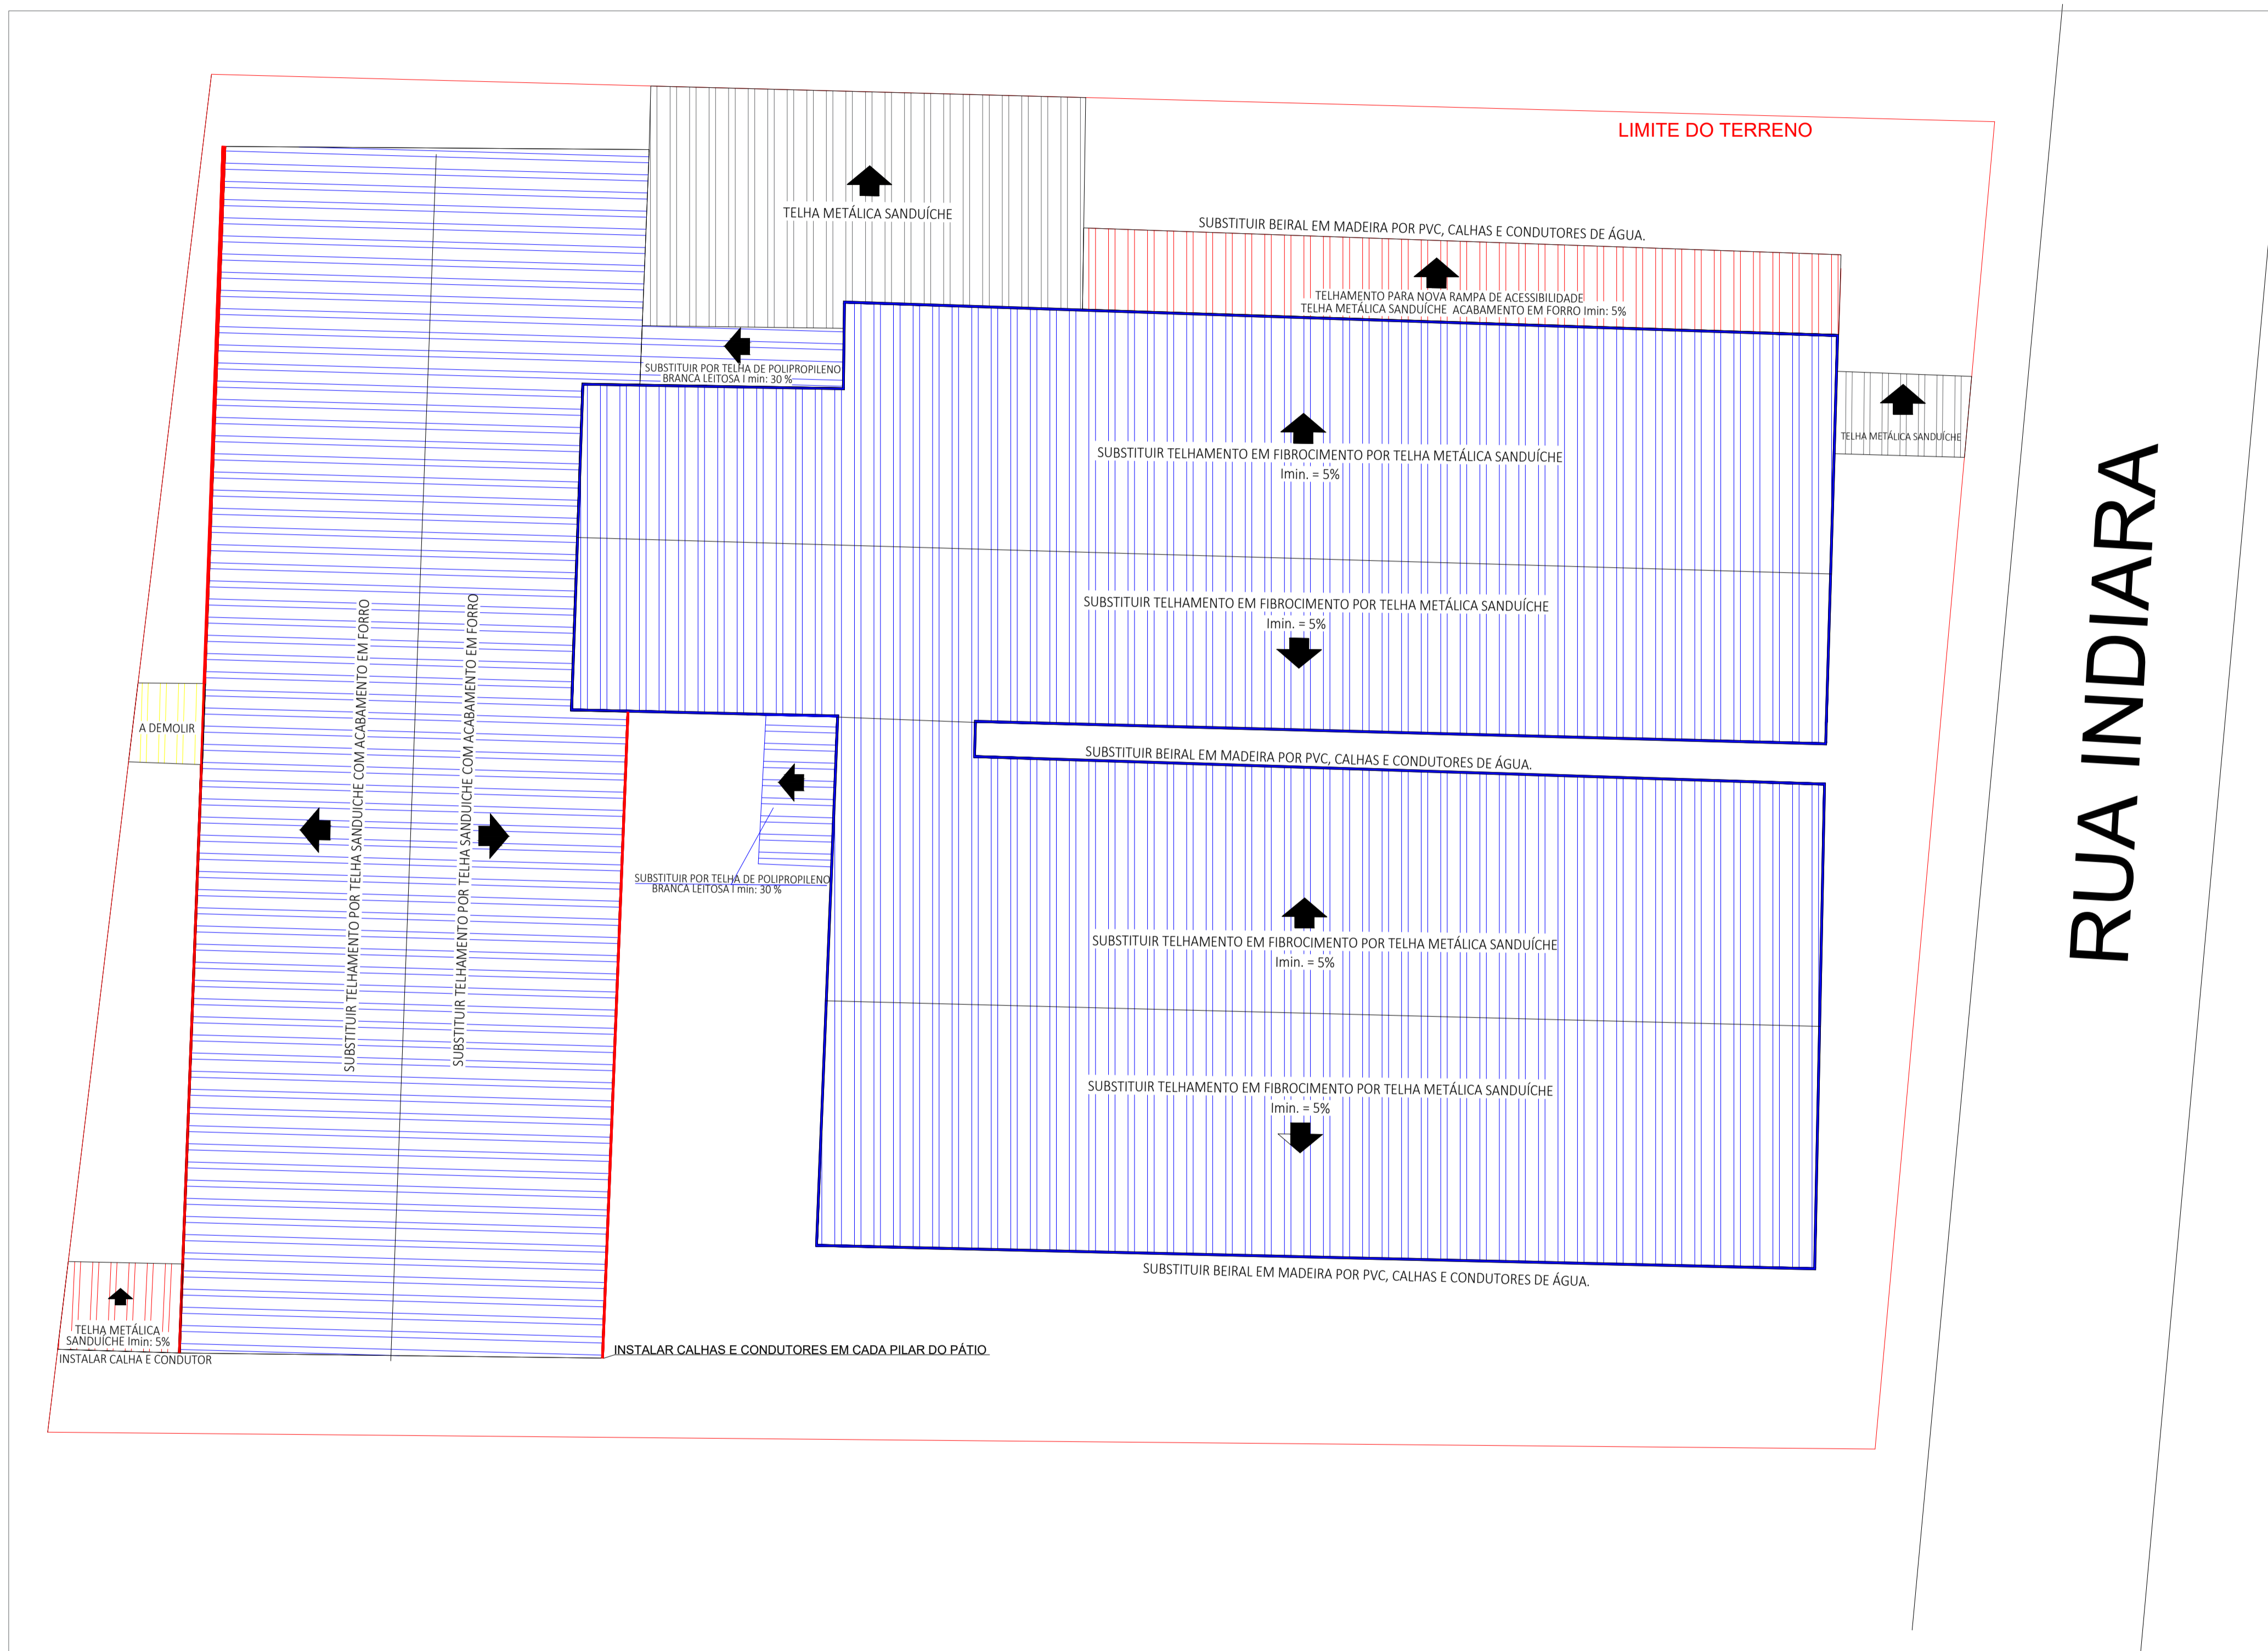 LIMITE DO TERRENO
TELHA METÁLICA SANDUÍCHE
SUBSTITUIR BEIRAL EM MADEIRA POR PVC, CALHAS E CONDUTORES DE ÁGUA.
TELHAMENTO PARA NOVA RAMPA DE ACESSIBILIDADE
TELHA METÁLICA SANDUÍCHE ACABAMENTO EM FORRO Imin: 5%
SUBSTITUIR POR TELHA DE POLIPROPILENO
BRANCA LEITOSA I min: 30 %
TELHA METÁLICA SANDUÍCHE
SUBSTITUIR TELHAMENTO EM FIBROCIMENTO POR TELHA METÁLICA SANDUÍCHE
Imin. = 5%
SUBSTITUIR TELHAMENTO EM FIBROCIMENTO POR TELHA METÁLICA SANDUÍCHE
Imin. = 5%
RUA INDIARA
SUBSTITUIR TELHAMENTO POR TELHA SANDUICHE COM ACABAMENTO EM FORRO
SUBSTITUIR TELHAMENTO POR TELHA SANDUICHE COM ACABAMENTO EM FORRO
A DEMOLIR
SUBSTITUIR BEIRAL EM MADEIRA POR PVC, CALHAS E CONDUTORES DE ÁGUA.
SUBSTITUIR POR TELHA DE POLIPROPILENO
BRANCA LEITOSA I min: 30 %
SUBSTITUIR TELHAMENTO EM FIBROCIMENTO POR TELHA METÁLICA SANDUÍCHE
Imin. = 5%
SUBSTITUIR TELHAMENTO EM FIBROCIMENTO POR TELHA METÁLICA SANDUÍCHE
Imin. = 5%
SUBSTITUIR BEIRAL EM MADEIRA POR PVC, CALHAS E CONDUTORES DE ÁGUA.
TELHA METÁLICA
SANDUÍCHE Imin: 5%
INSTALAR CALHA E CONDUTOR
INSTALAR CALHAS E CONDUTORES EM CADA PILAR DO PÁTIO